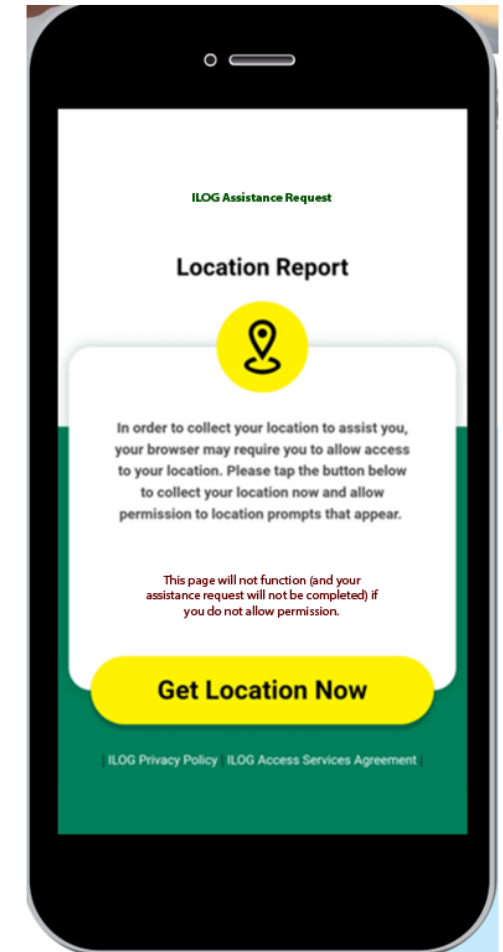 ILOG Assistance Request
Location Report
In order to collect your location to assist you,
your browser may require you to allow access
to your location. Please tap the button below
to collect your location now and allow
permission to location prompts that appear.
This page will not function (and your
assistance request will not be completed) if
you do not allow permission.
Get Location Now
| ILOG Privacy Policy | ILOG Access Services Agreement |